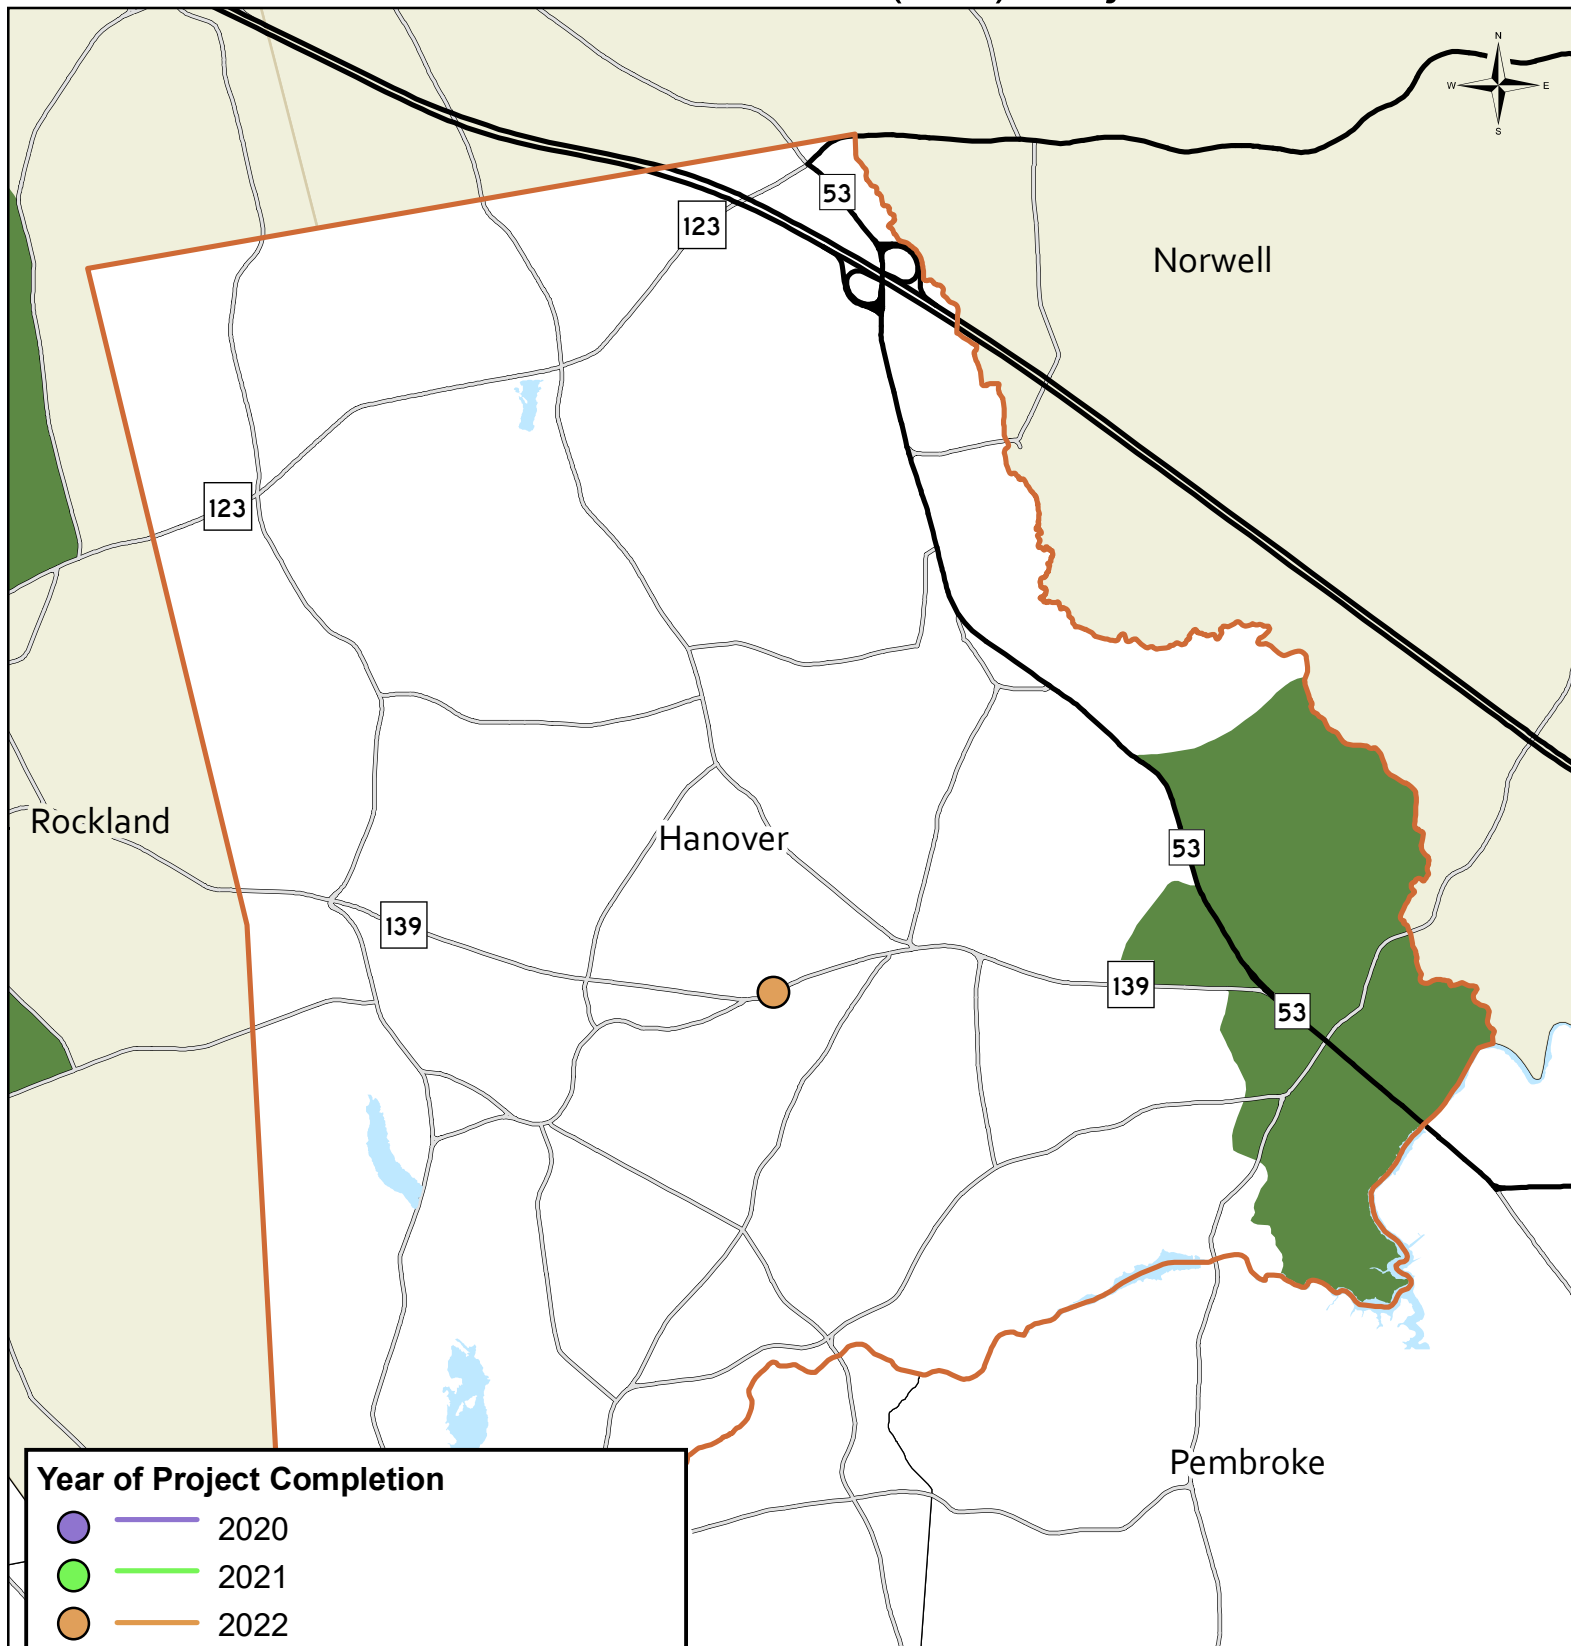 N
W E
S
53
123
Norwell
123
Rockland
Hanover
53
139
139
53
Pembroke
Year of Project Completion
2020
2021
2022